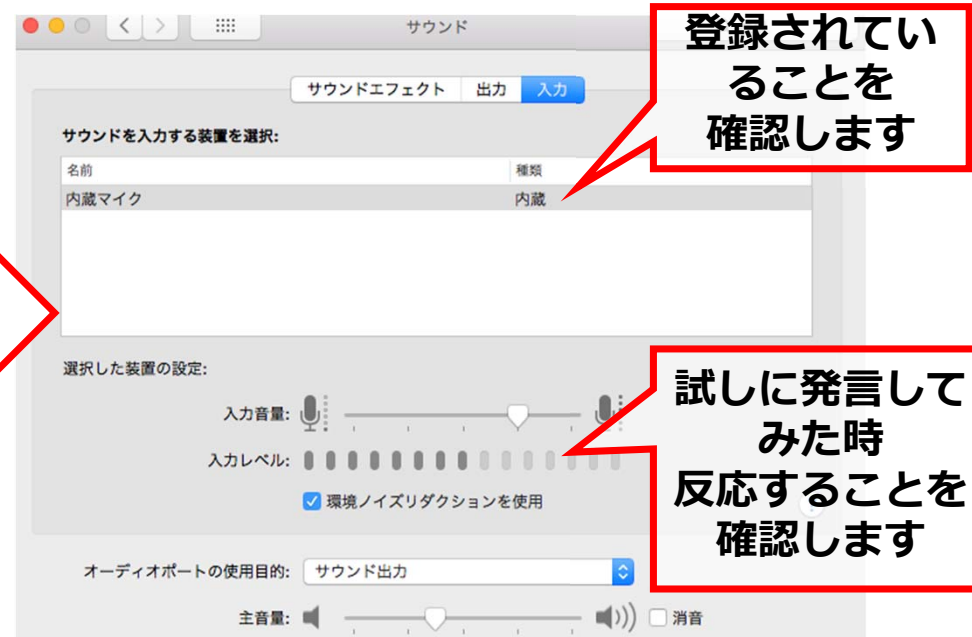 サウンド
登録されてい
ることを
確認します
サウンドエフェクト 出力 入力
サウンドを入力する装置を選択:
名前 種類
内蔵マイク 内蔵
選択した装置の設定:
入力音量:
入力レベル:
環境ノイズリダクションを使用
試しに発言して
みた時
反応することを
確認します
オーディオポートの使用目的: サウンド出力
主音量: 消音